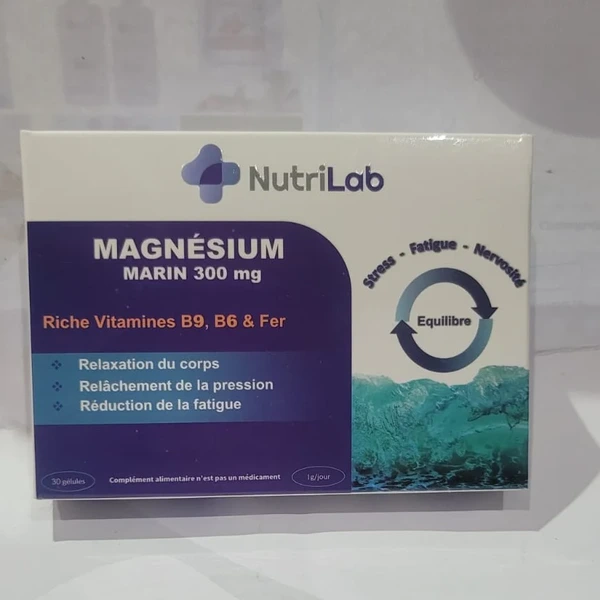 NutriLab
MAGNÉSIUM
MARIN 300 mg
Riche Vitamines B9, B6 & Fer
Relaxation du corps
Relâchement de la pression
Réduction de la fatigue
Stress - Fatigue - Nervosité
Equilibre
30 gélules
Complément alimentaire n'est pas un médicament
1g/jour